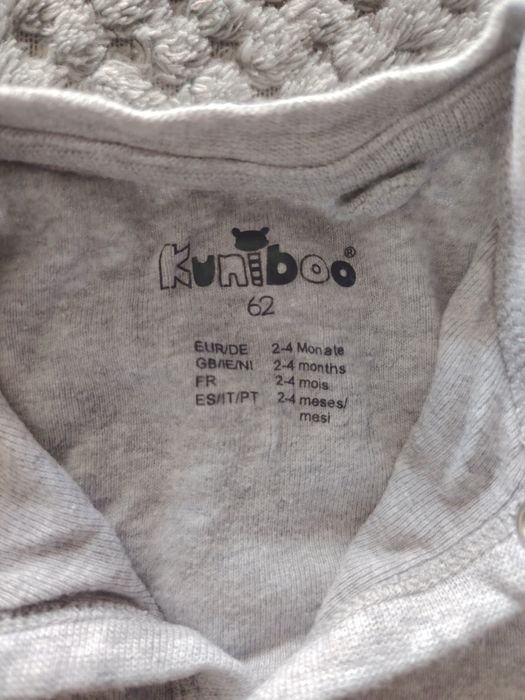 Kuniboo®
62
EUR/DE 2-4 Monate
GB/IE/NI 2-4 months
FR 2-4 mois
ES/IT/PT 2-4 meses/
mesi